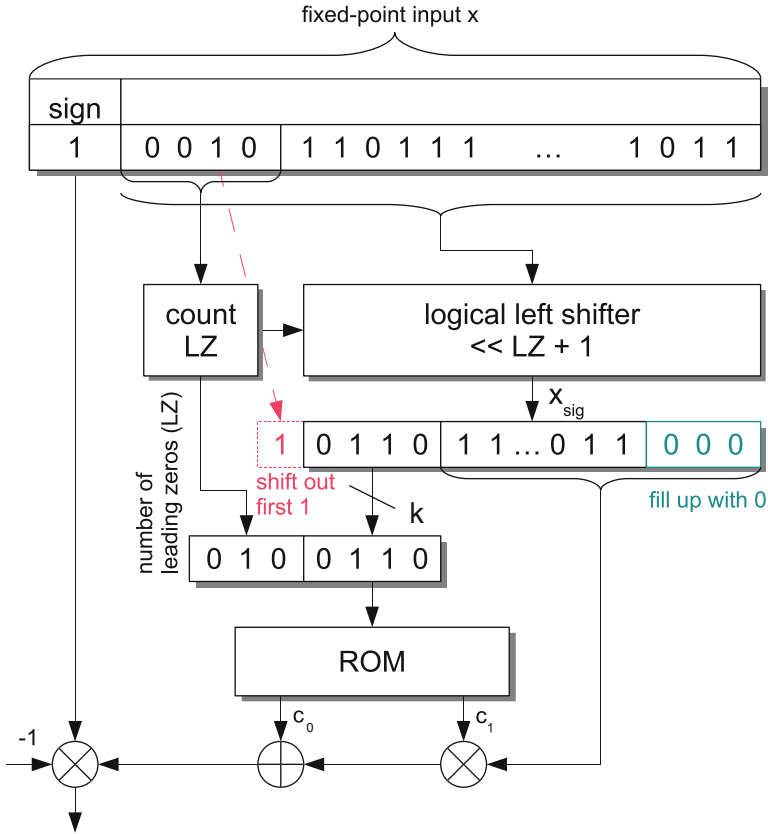 fixed-point input x
sign
1 0 0 1 0 1 1 0 1 1 1 ... 1 0 1 1
count
LZ
logical left shifter
<< LZ + 1
xsig
1 0 1 1 0 1 1 ... 0 1 1 0 0 0
shift out
first 1
k
fill up with 0
number of
leading zeros (LZ)
0 1 0 0 1 1 0
ROM
c0
c1
-1